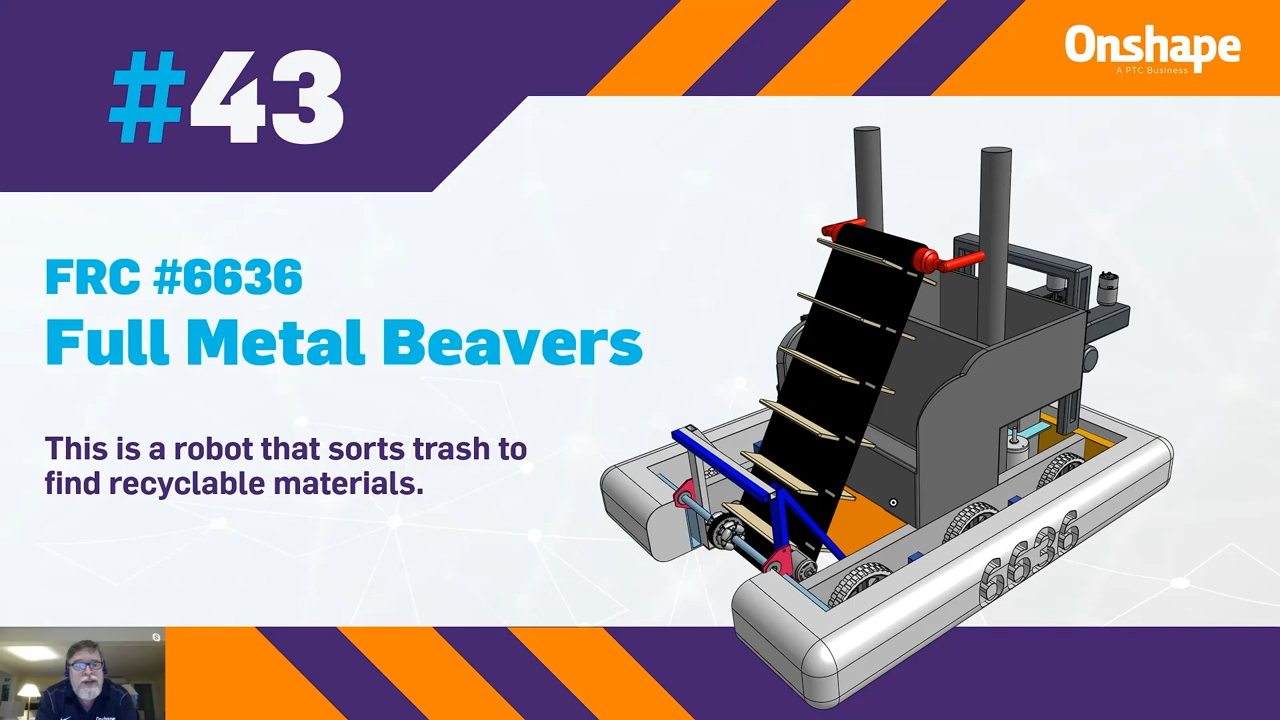 #43
Onshape
A PTC Business
FRC #6636
Full Metal Beavers
This is a robot that sorts trash to
find recyclable materials.
6636
Onshape